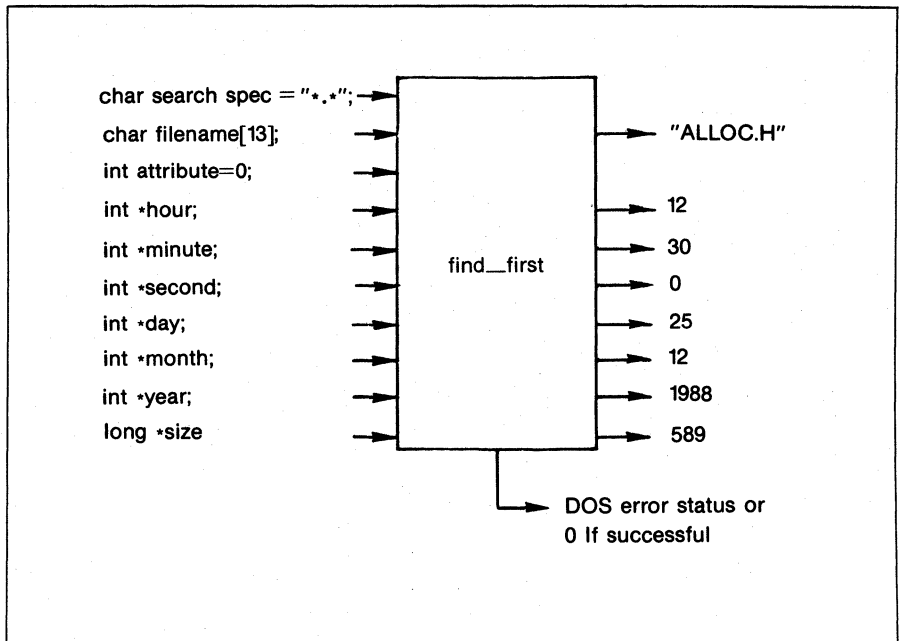 char search spec = "*.*";
char filename[13]; "ALLOC.H"
int attribute=0;
int *hour; 12
int *minute; 30
find__first
int *second; 0
int *day; 25
int *month; 12
int *year; 1988
long *size 589
DOS error status or
0 If successful